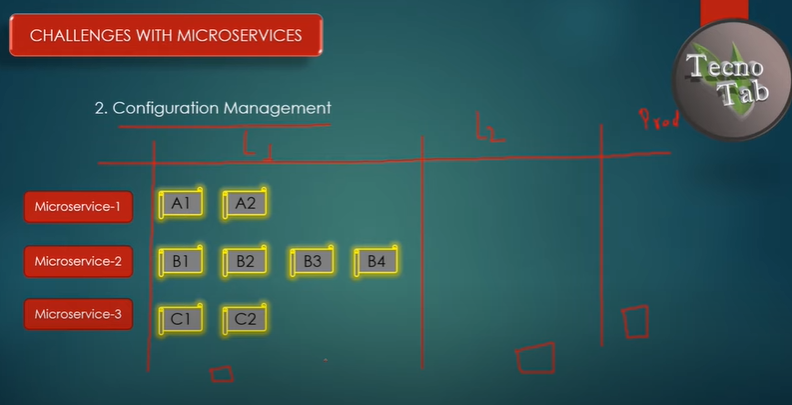 CHALLENGES WITH MICROSERVICES
Tecno
Tab
2. Configuration Management
L1
L2
Prod
Microservice-1
A1
A2
Microservice-2
B1
B2
B3
B4
Microservice-3
C1
C2